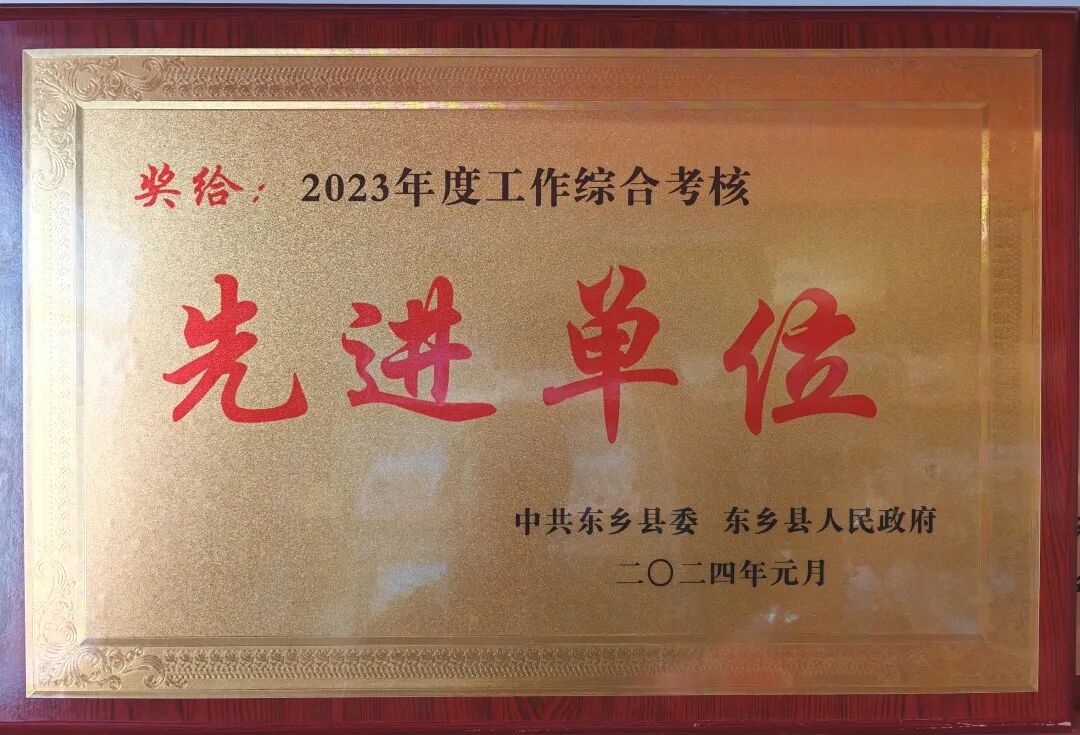 奖给：2023年度工作综合考核
先进单位
中共东乡县委 东乡县人民政府
二〇二四年元月